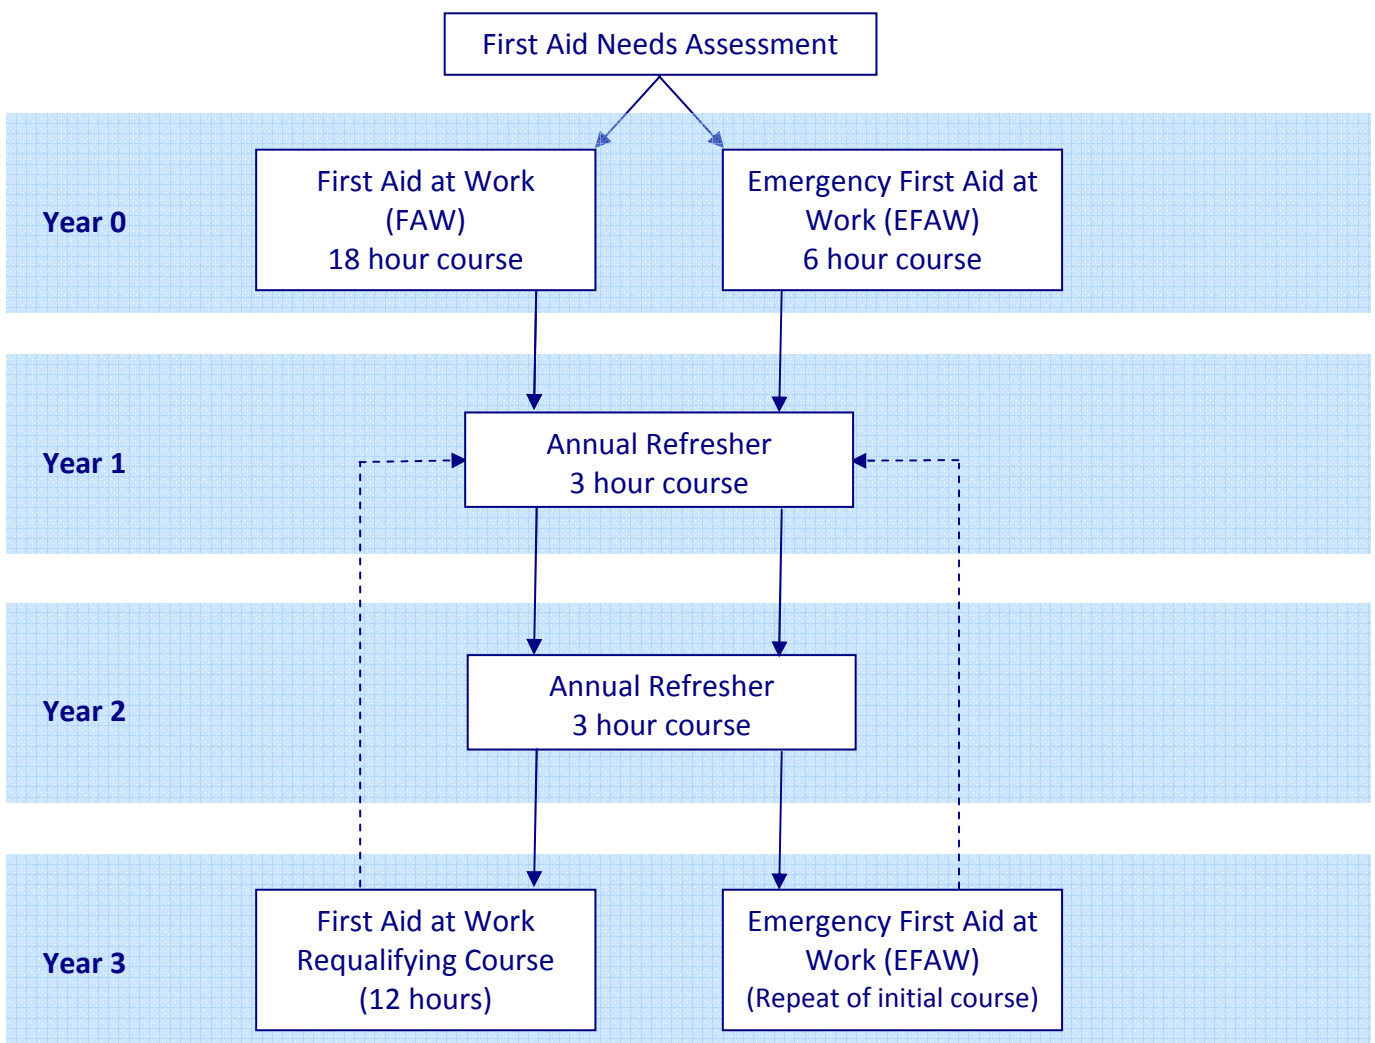 First Aid Needs Assessment
Year 0
First Aid at Work
(FAW)
18 hour course
Emergency First Aid at
Work (EFAW)
6 hour course
Year 1
Annual Refresher
3 hour course
Year 2
Annual Refresher
3 hour course
Year 3
First Aid at Work
Requalifying Course
(12 hours)
Emergency First Aid at
Work (EFAW)
(Repeat of initial course)